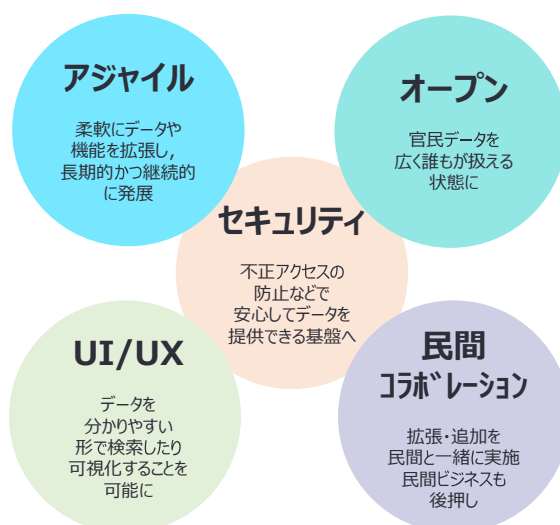 アジャイル
柔軟にデータや
機能を拡張し,
長期的かつ継続的
に発展
オープン
官民データを
広く誰もが扱える
状態に
セキュリティ
不正アクセスの
防止などで
安心してデータを
提供できる基盤へ
UI/UX
データを
分かりやすい
形で検索したり
可視化することを
可能に
民間
コラボレーション
拡張・追加を
民間と一緒に実施
民間ビジネスも
後押し